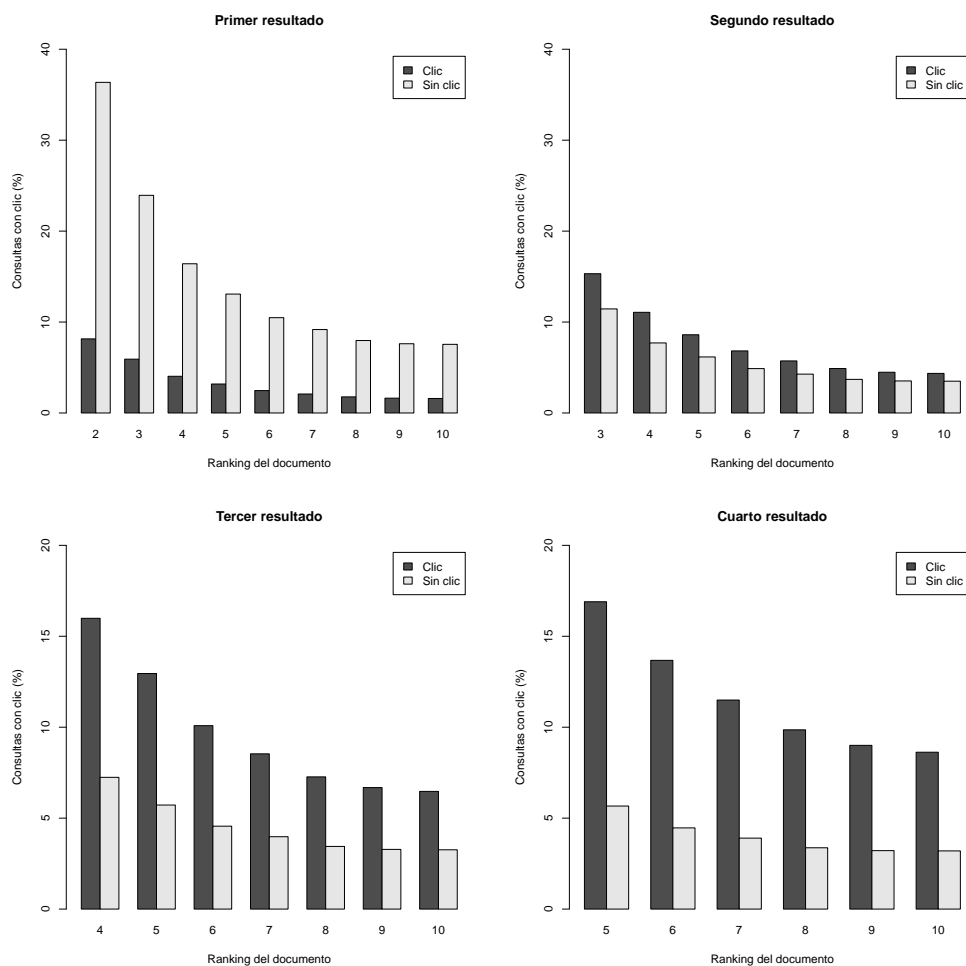 Primer resultado
Consultas con clic (%)
0
10
20
30
40
Clic
Sin clic
2 3 4 5 6 7 8 9 10
Ranking del documento
Segundo resultado
Consultas con clic (%)
0
10
20
30
40
Clic
Sin clic
3 4 5 6 7 8 9 10
Ranking del documento
Tercer resultado
Consultas con clic (%)
0
5
10
15
20
Clic
Sin clic
4 5 6 7 8 9 10
Ranking del documento
Cuarto resultado
Consultas con clic (%)
0
5
10
15
20
Clic
Sin clic
5 6 7 8 9 10
Ranking del documento